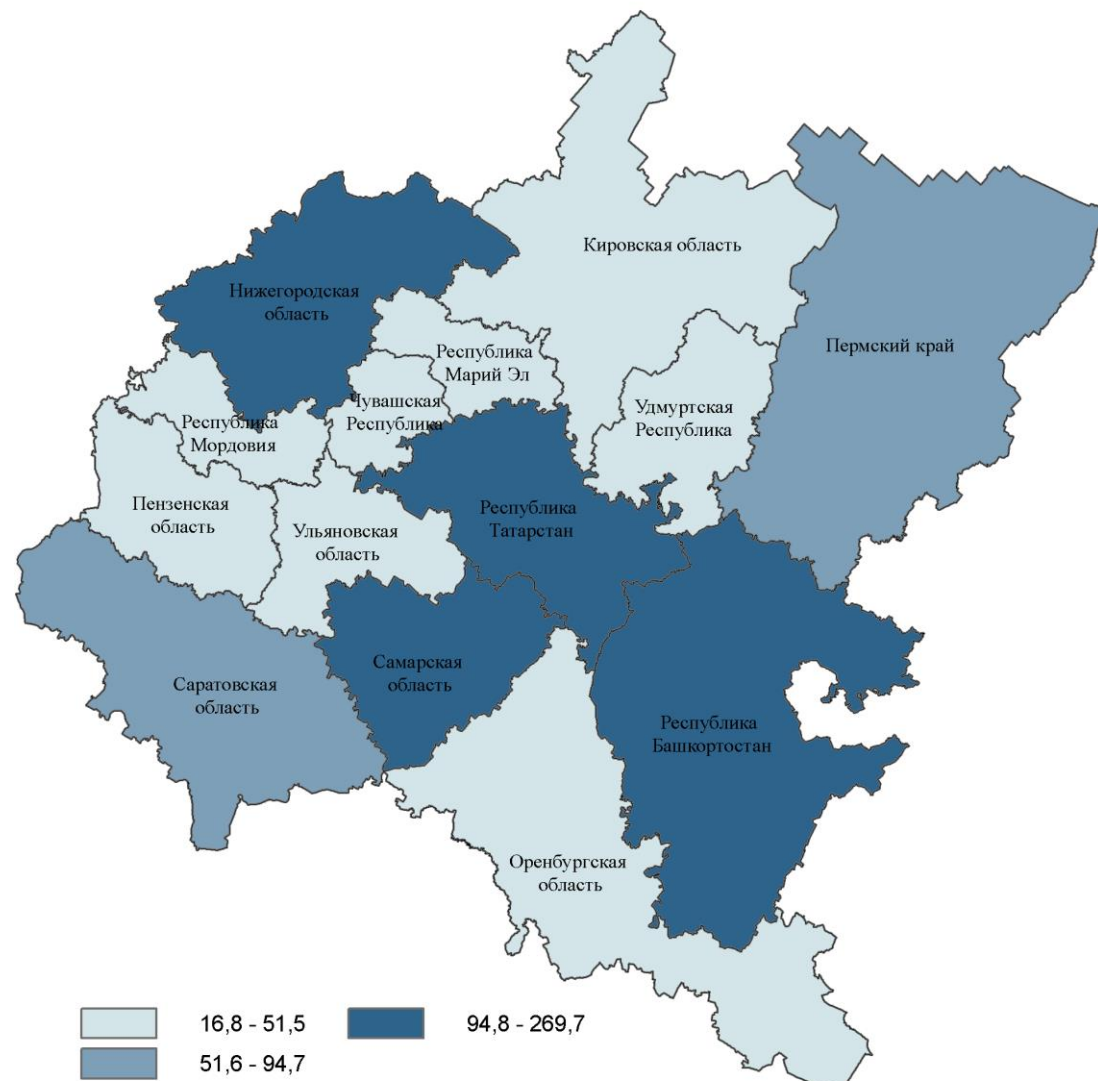 Кировская область
Нижегородская
область
Пермский край
Республика
Марий Эл
Чувашская
Республика
Удмуртская
Республика
Республика
Мордовия
Пензенская
область
Ульяновская
область
Республика
Татарстан
Самарская
область
Саратовская
область
Республика
Башкортостан
Оренбургская
область
16,8 - 51,5
94,8 - 269,7
51,6 - 94,7